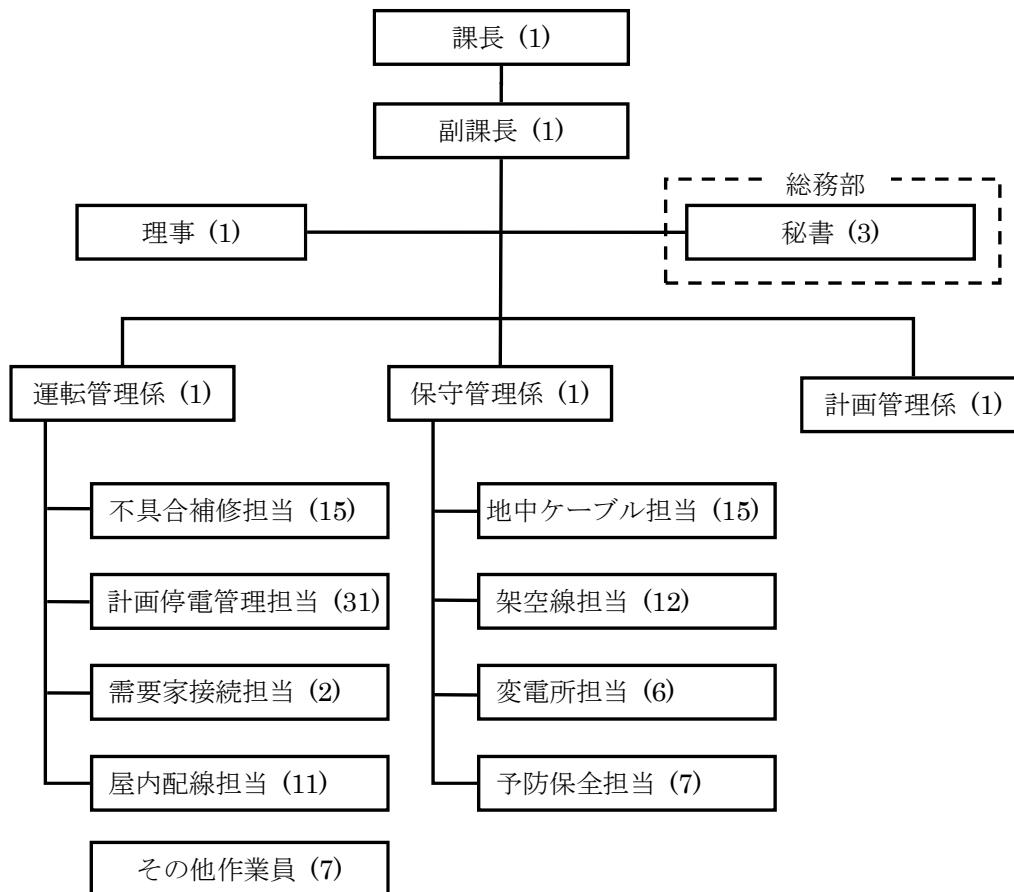 課長 (1)
副課長 (1)
総務部
理事 (1)
秘書 (3)
運転管理係 (1)
保守管理係 (1)
計画管理係 (1)
不具合補修担当 (15)
地中ケーブル担当 (15)
計画停電管理担当 (31)
架空線担当 (12)
需要家接続担当 (2)
変電所担当 (6)
屋内配線担当 (11)
予防保全担当 (7)
その他作業員 (7)